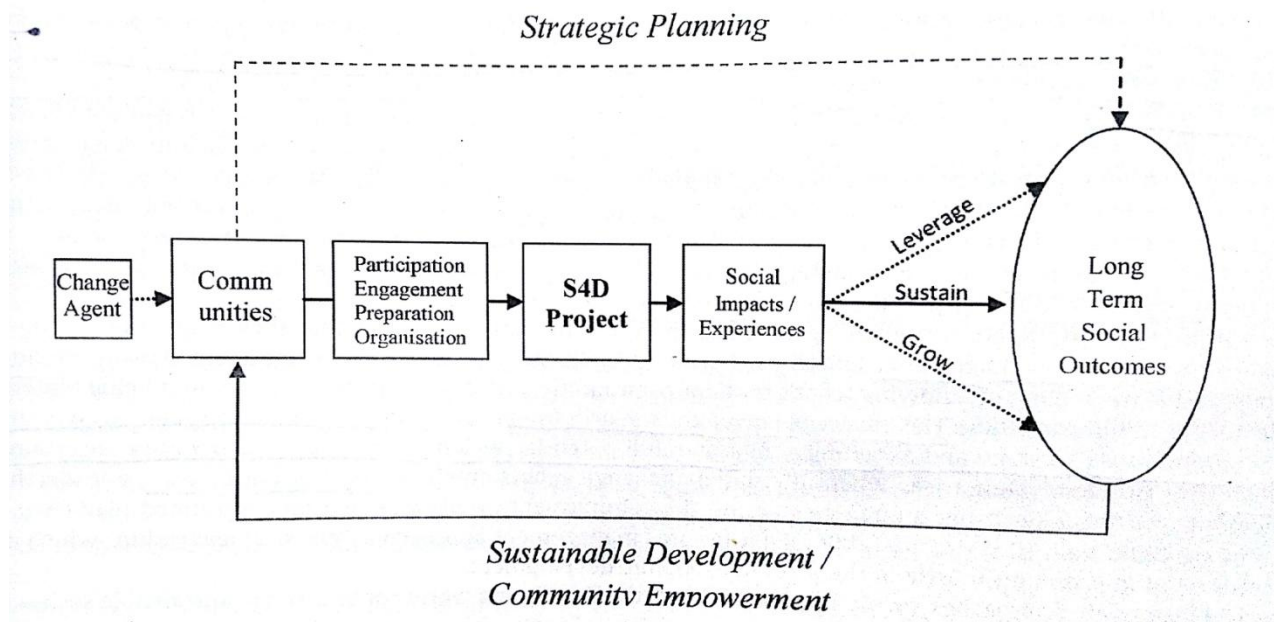 Strategic Planning
Change
Agent
Comm
unities
Participation
Engagement
Preparation
Organisation
S4D
Project
Social
Impacts /
Experiences
Leverage
Sustain
Grow
Long
Term
Social
Outcomes
Sustainable Development /
Community Empowerment